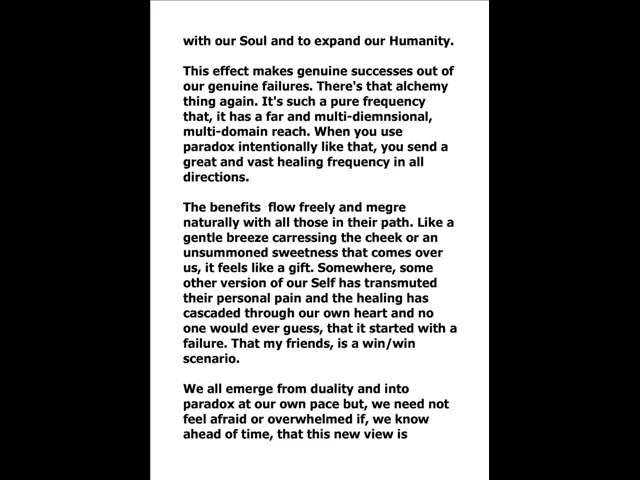 with our Soul and to expand our Humanity.
This effect makes genuine successes out of
our genuine failures. There's that alchemy
thing again. It's such a pure frequency
that, it has a far and multi-diemnsional,
multi-domain reach. When you use
paradox intentionally like that, you send a
great and vast healing frequency in all
directions.
The benefits  flow freely and megre
naturally with all those in their path. Like a
gentle breeze carressing the cheek or an
unsummoned sweetness that comes over
us, it feels like a gift. Somewhere, some
other version of our Self has transmuted
their personal pain and the healing has
cascaded through our own heart and no
one would ever guess, that it started with a
failure. That my friends, is a win/win
scenario.
We all emerge from duality and into
paradox at our own pace but, we need not
feel afraid or overwhelmed if, we know
ahead of time, that this new view is